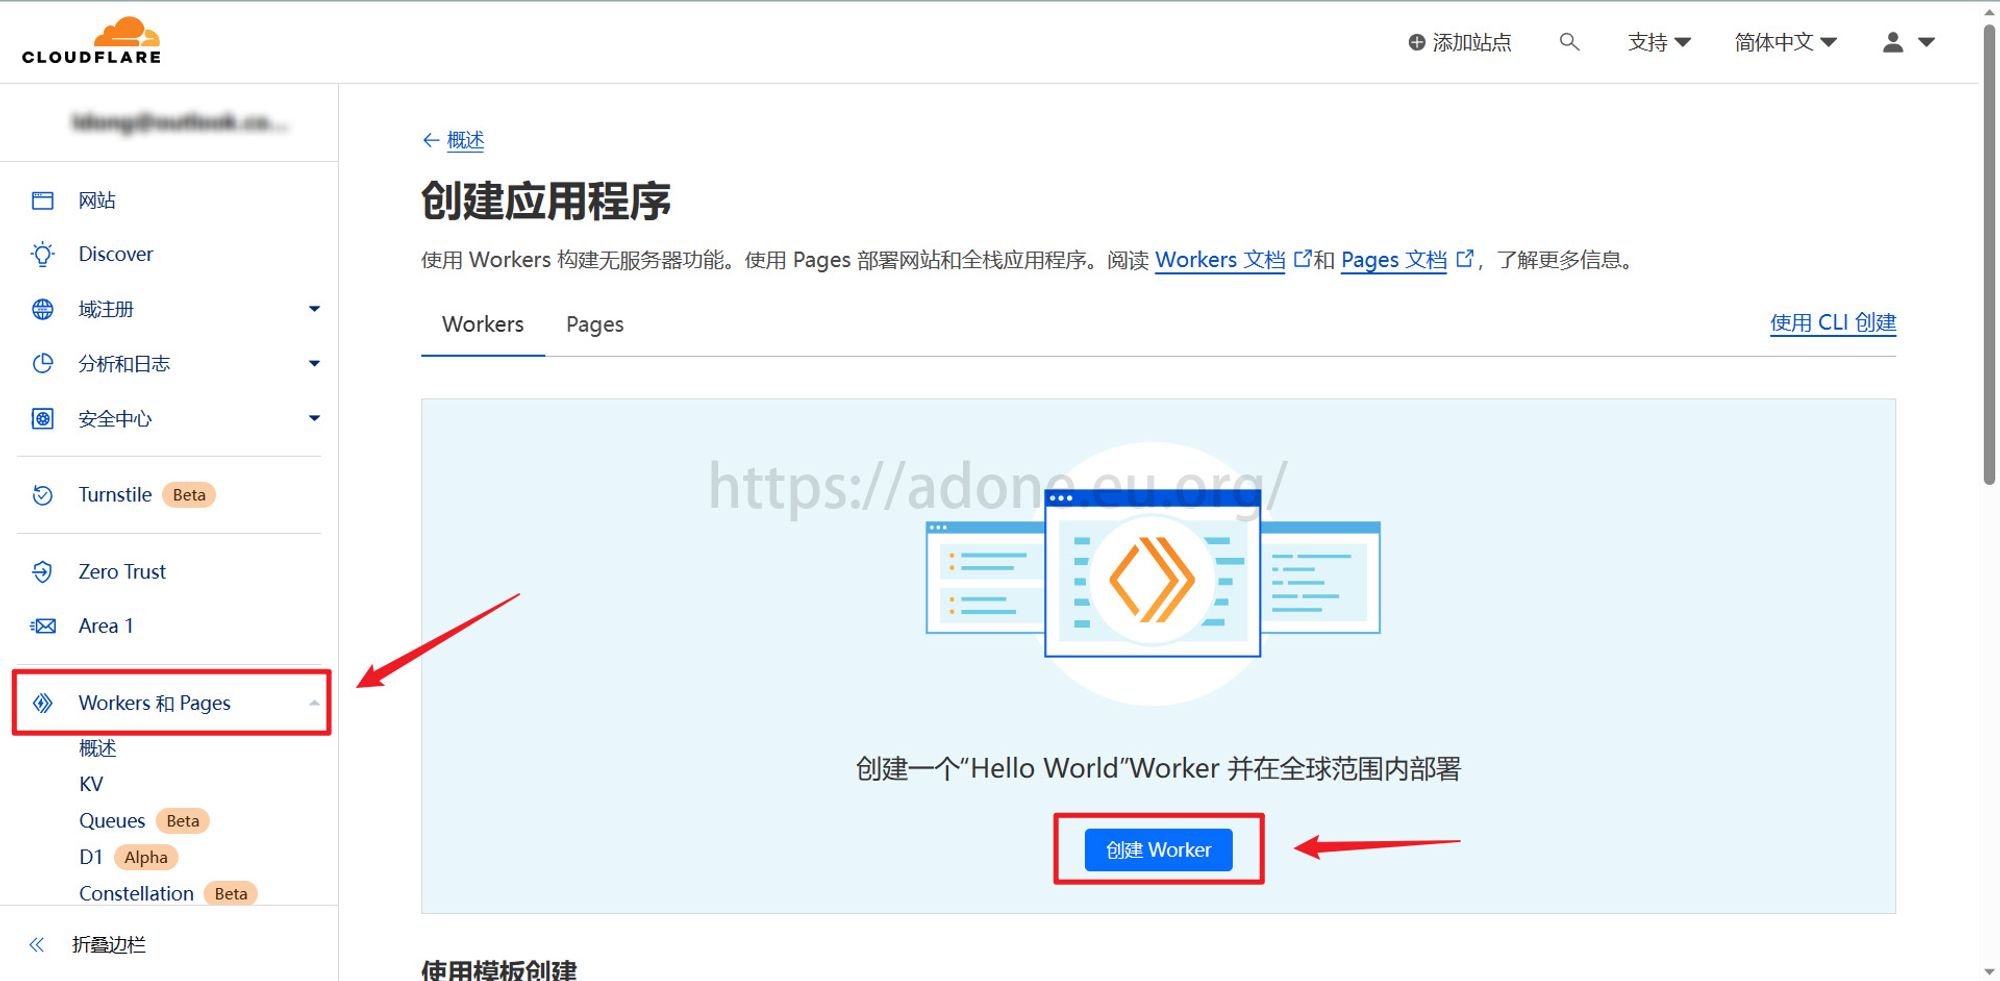 CLOUDFLARE
添加站点
支持
简体中文
网站
Discover
域注册
分析和日志
安全中心
Turnstile Beta
Zero Trust
Area 1
Workers 和 Pages
概述
KV
Queues Beta
D1 Alpha
Constellation Beta
折叠边栏
← 概述
创建应用程序
使用 Workers 构建无服务器功能。使用 Pages 部署网站和全栈应用程序。阅读 Workers 文档 和 Pages 文档 ，了解更多信息。
Workers Pages
使用 CLI 创建
https://adone.eu.org/
创建一个“Hello World”Worker 并在全球范围内部署
创建 Worker
使用模板创建